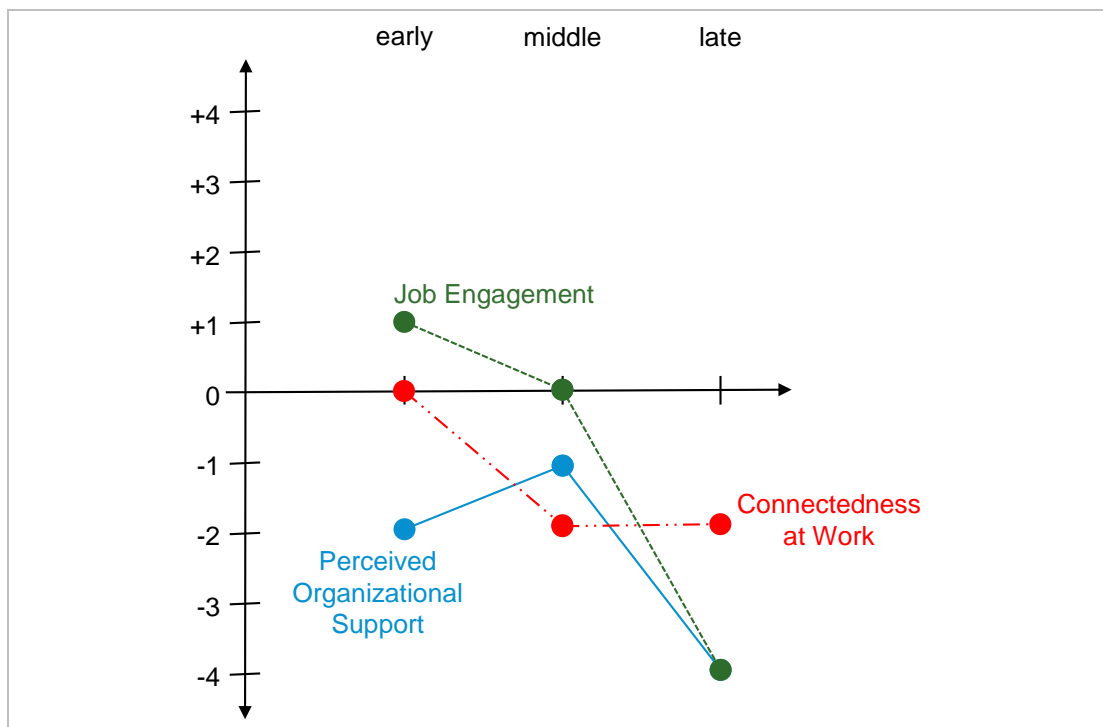 early middle late
+4
+3
+2
Job Engagement
+1
0
-1
Connectedness
at Work
-2
Perceived
Organizational
Support
-3
-4